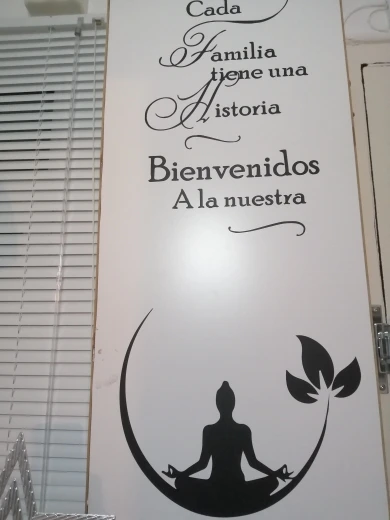 Cada
Familia
tiene una
Historia
Bienvenidos
A la nuestra